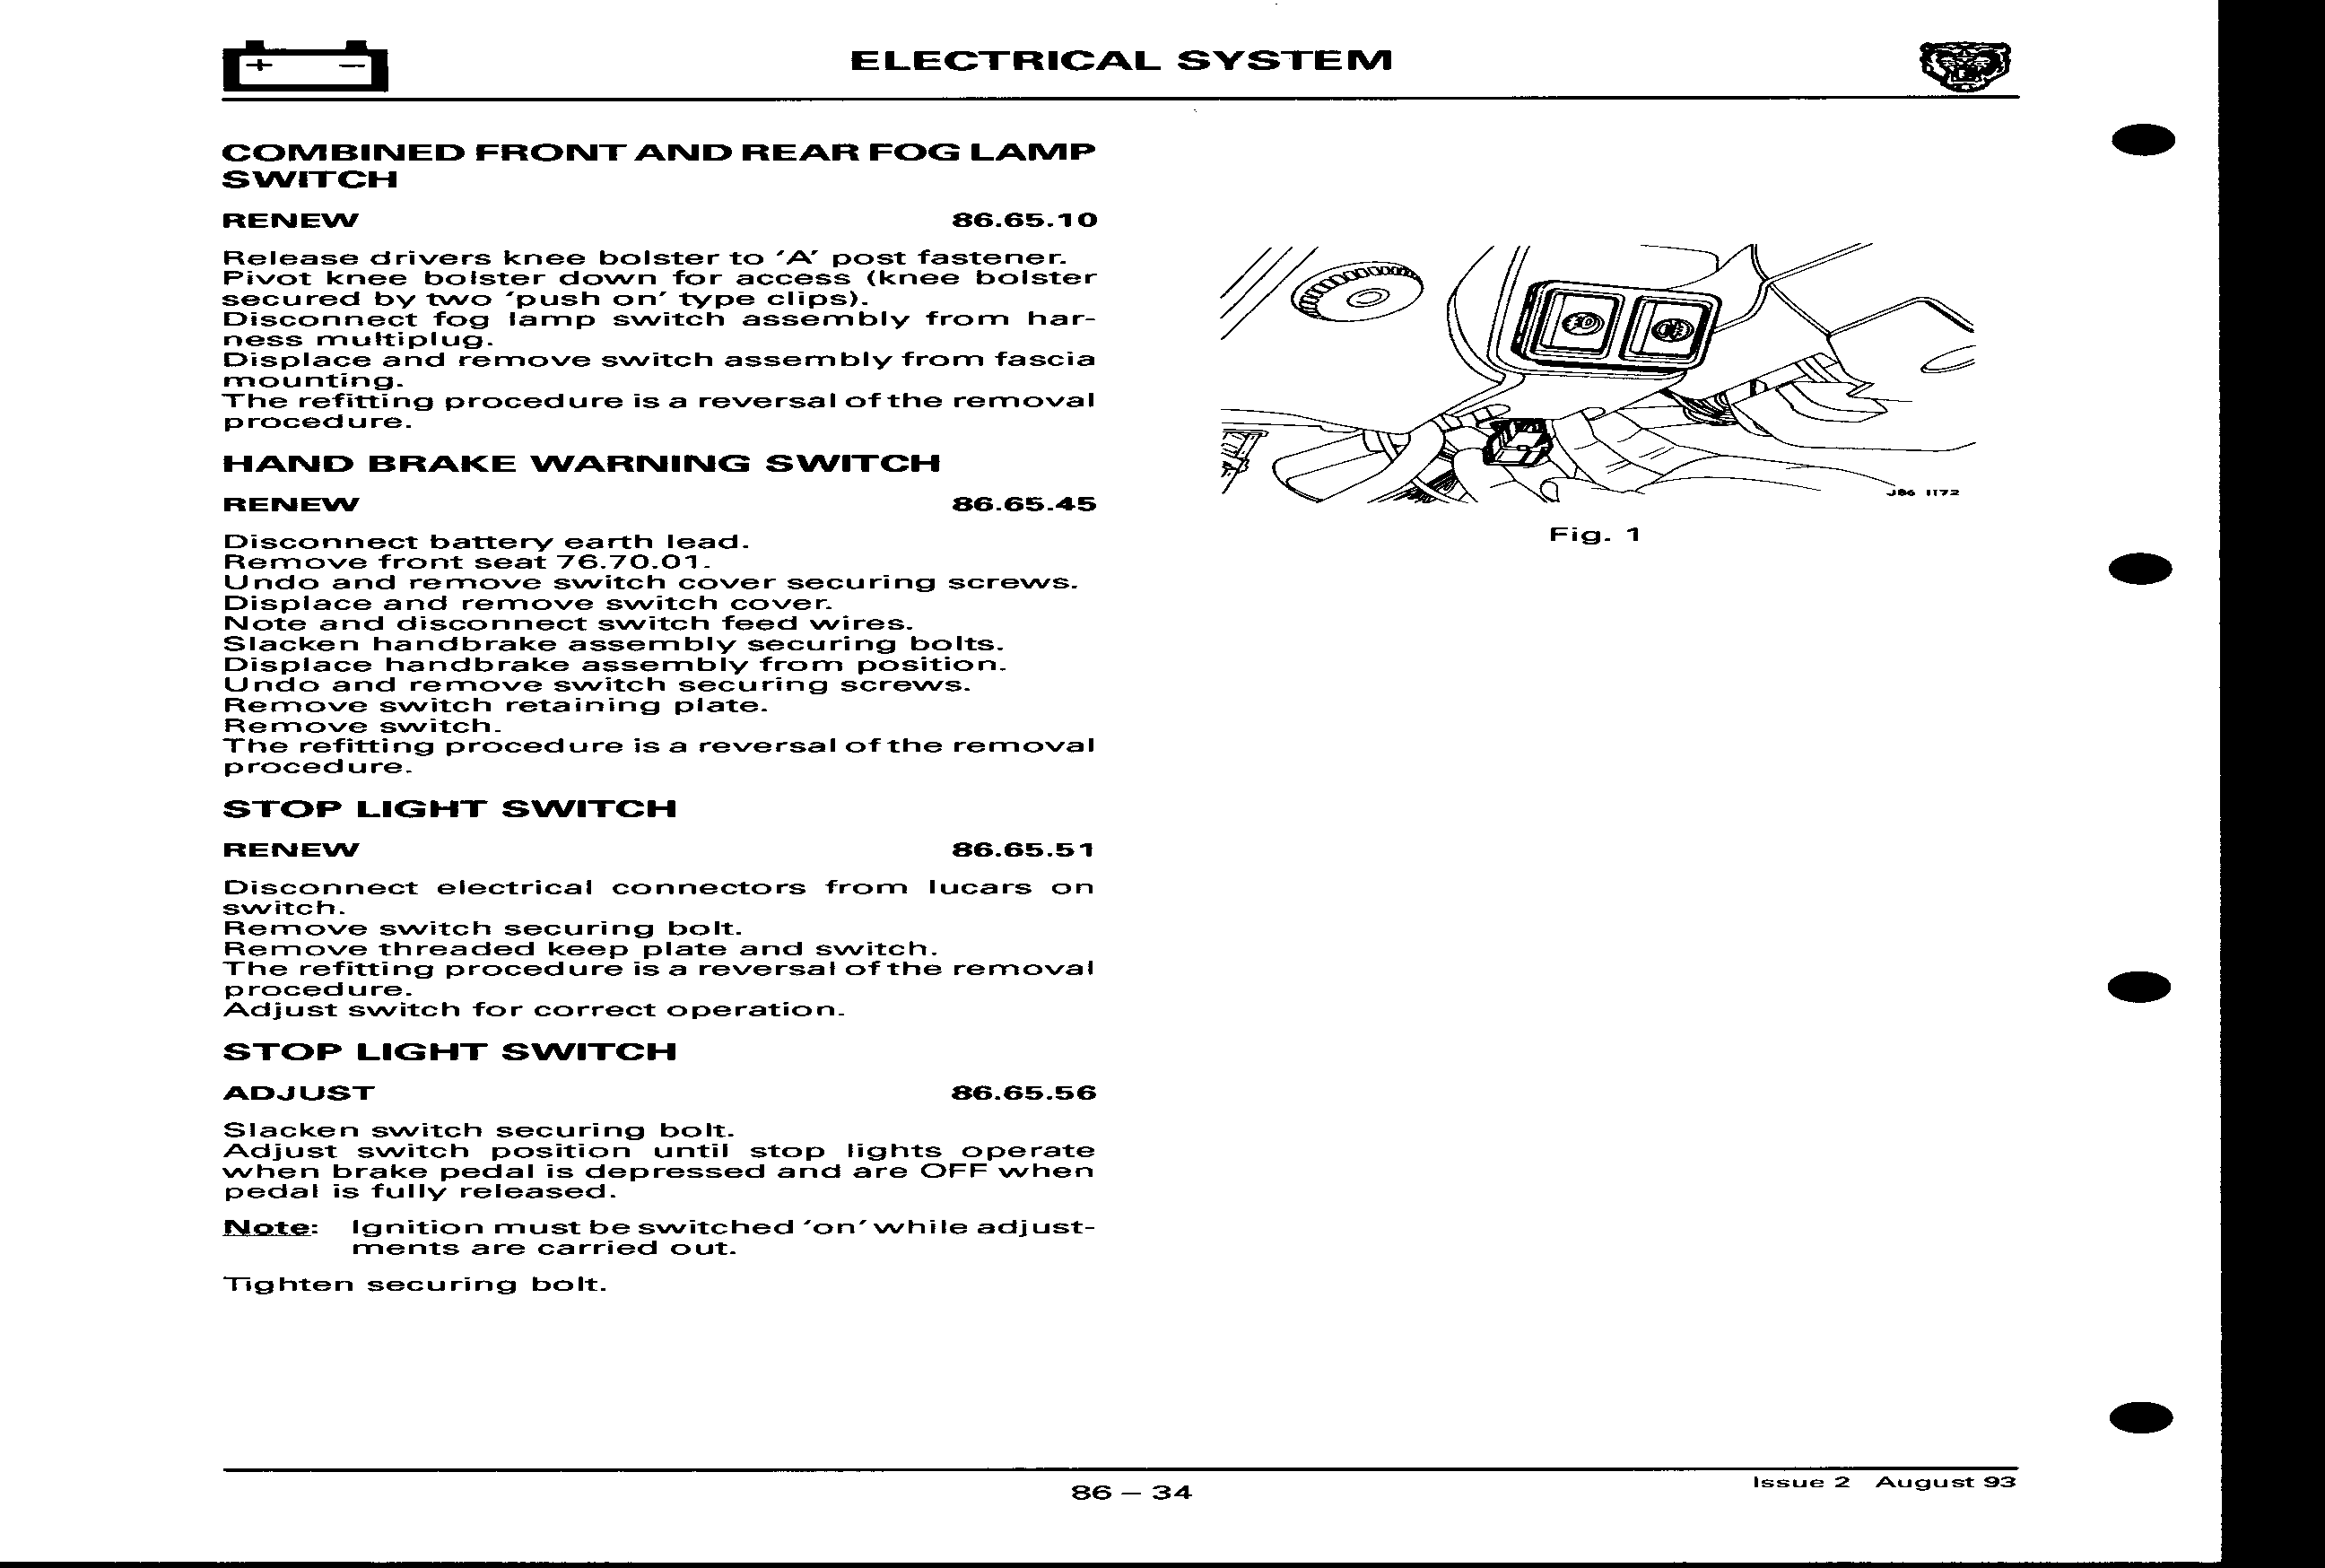 ELECTRICAL SYSTEM
COMBINED FRONT AND REAR FOG LAMP
SWITCH
RENEW 86.65.10
Release drivers knee bolster to ‘A’ post fastener.
Pivot knee bolster down for access (knee bolster
secured by two ‘push on’ type clips).
Disconnect fog lamp switch assembly from har-
ness multiplug.
Displace and remove switch assembly from fascia
mounting.
The refitting procedure is a reversal of the removal
procedure.
HAND BRAKE WARNING SWITCH
RENEW 86.65.45
Disconnect battery earth lead.
Remove front seat 76.70.01.
Undo and remove switch cover securing screws.
Displace and remove switch cover.
Note and disconnect switch feed wires.
Slacken handbrake assembly securing bolts.
Displace handbrake assembly from position.
Undo and remove switch securing screws.
Remove switch retaining plate.
Remove switch.
The refitting procedure is a reversal of the removal
procedure.
STOP LIGHT SWITCH
RENEW 86.65.51
Disconnect electrical connectors from lucars on
switch.
Remove switch securing bolt.
Remove threaded keep plate and switch.
The refitting procedure is a reversal of the removal
procedure.
Adjust switch for correct operation.
STOP LIGHT SWITCH
ADJUST 86.65.56
Slacken switch securing bolt.
Adjust switch position until stop lights operate
when brake pedal is depressed and are OFF when
pedal is fully released.
Note: Ignition must be switched ‘on’ while adjust-
ments are carried out.
Tighten securing bolt.
J86 1172
Fig. 1
86 – 34
Issue 2 August 93